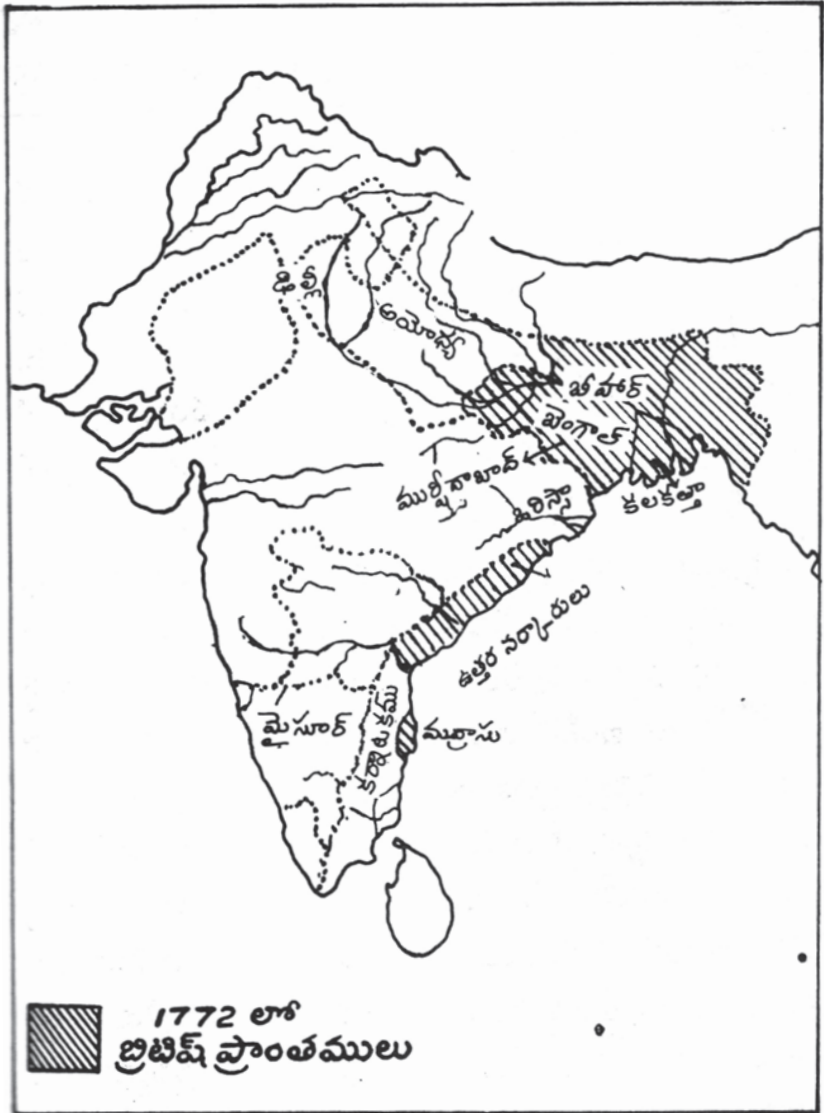 ఢిల్లీ
అయోధ్య
బీహార్
బెంగాల్
ముర్షీదాబాద్
ఒరిస్సా
కలకత్తా
ఉత్తర సర్కారులు
మైసూర్
కర్ణాటకము
మద్రాసు
1772 లో
బ్రిటిష్ ప్రాంతములు